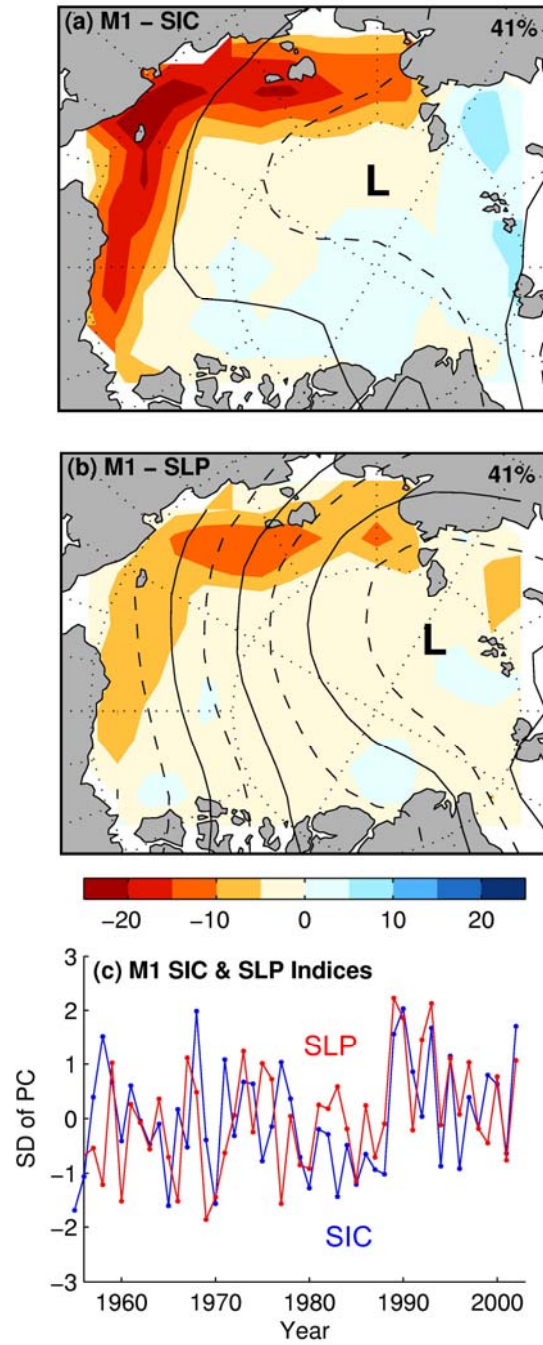 (a) M1 – SIC 41%
L
(b) M1 – SLP 41%
L
−20 −10 0 10 20
(c) M1 SIC & SLP Indices
SLP
SIC
SD of PC
3
2
1
0
−1
−2
−3
1960 1970 1980 1990 2000
Year